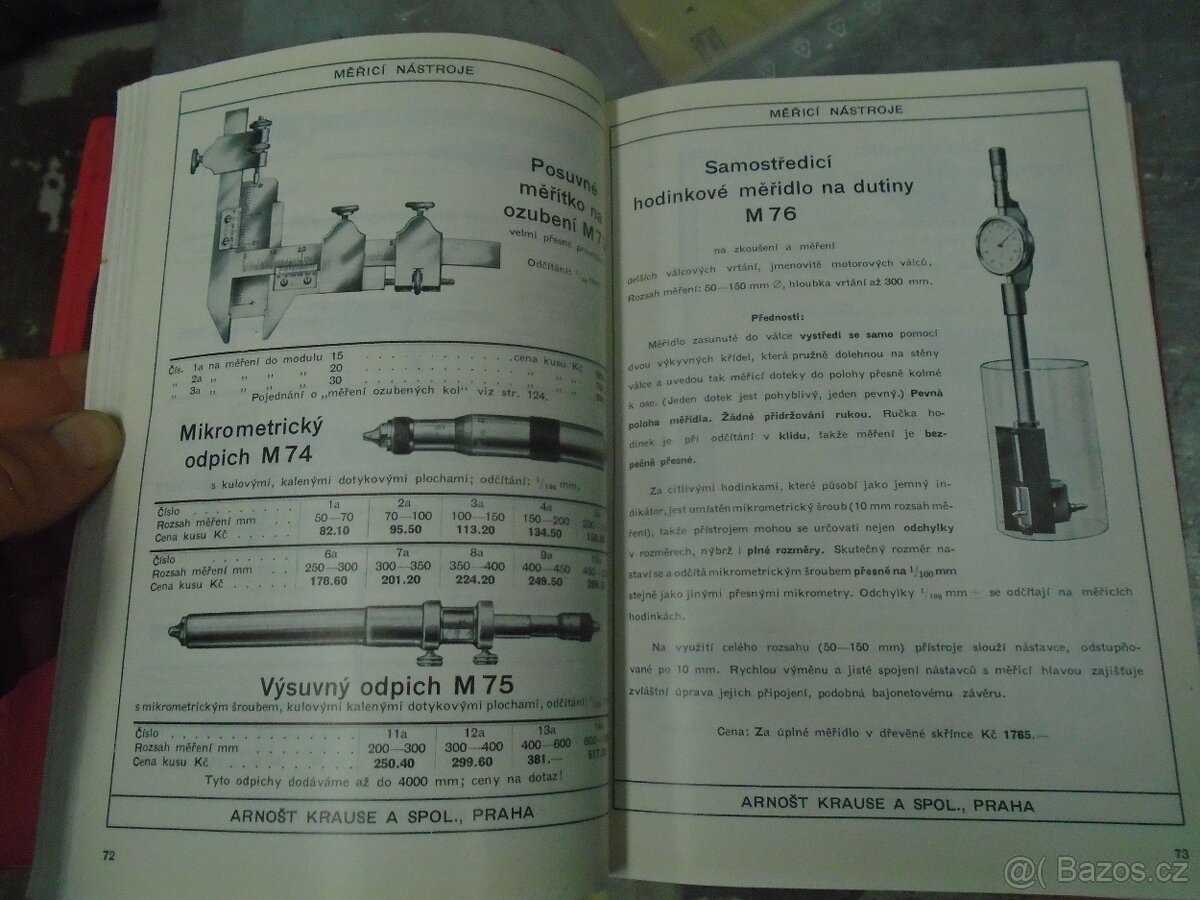 MĚŘICÍ NÁSTROJE
Posuvné
měřítko na
ozubení
velmi přesné
Odčítání:
Čís. 1a na měření do modulu 15 . . . . . . . . . . . . cena kusu Kč
„ 2a „ „ „ „ 20 . . . . . . . . . . . . „ „ „
„ 3a „ „ „ „ 30 . . . . . . . . . . . . „ „ „
Pojednání o „měření ozubených kol“ viz str. 124.
Mikrometrický
odpich M 74
s kulovými, kalenými dotykovými plochami; odčítání: 1/100 mm.
Číslo . . . . . . . 1a 2a 3a 4a
Rozsah měření mm . . 50—70 70—100 100—150 150—200
Cena kusu Kč . . . . 82.10 95.50 113.20 134.50
Číslo . . . . . . . 6a 7a 8a 9a
Rozsah měření mm . . 250—300 300—350 350—400 400—450
Cena kusu Kč . . . . 178.60 201.20 224.20 249.50
Výsuvný odpich M 75
s mikrometrickým šroubem, kulovými kalenými dotykovými plochami, odčítání:
Číslo . . . . . . . . . . . 11a 12a 13a
Rozsah měření mm . . . . . . 200—300 300—400 400—600
Cena kusu Kč . . . . . . . . 250.40 299.60 381.—
Tyto odpichy dodáváme až do 4000 mm; ceny na dotaz!
ARNOŠT KRAUSE A SPOL., PRAHA
72
MĚŘICÍ NÁSTROJE
Samostředicí
hodinkové měřidlo na dutiny
M 76
na zkoušení a měření
delších válcových vrtání, jmenovitě motorových válců.
Rozsah měření: 50—150 mm Ø, hloubka vrtání až 300 mm.
Přednosti:
Měřidlo zasunuté do válce vystředí se samo pomocí
dvou výkyvných křídel, která pružně dolehnou na stěny
válce a uvedou tak měřicí doteky do polohy přesně kolmé
k ose. (Jeden dotek jest pohyblivý, jeden pevný.) Pevná
poloha měřidla. Žádné přidržování rukou. Ručka ho-
dinek je při odčítání v klidu, takže měření je bez-
pečně přesné.
Za citlivými hodinkami, které působí jako jemný in-
dikátor, jest umístěn mikrometrický šroub (10 mm rozsah mě-
ření), takže přístrojem mohou se určovati nejen odchylky
v rozměrech, nýbrž i plné rozměry. Skutečný rozměr na-
staví se a odčítá mikrometrickým šroubem přesně na 1/100 mm
stejně jako jinými přesnými mikrometry. Odchylky 1/100 mm ± se odčítají na měřicích
hodinkách.
Na využití celého rozsahu (50—150 mm) přístroje slouží nástavce, odstupňo-
vané po 10 mm. Rychlou výměnu a jisté spojení nástavců s měřicí hlavou zajišťuje
zvláštní úprava jejich připojení, podobná bajonetovému závěru.
Cena: Za úplné měřidlo v dřevěné skřínce Kč 1765.—
ARNOŠT KRAUSE A SPOL., PRAHA
73
@( Bazos.cz